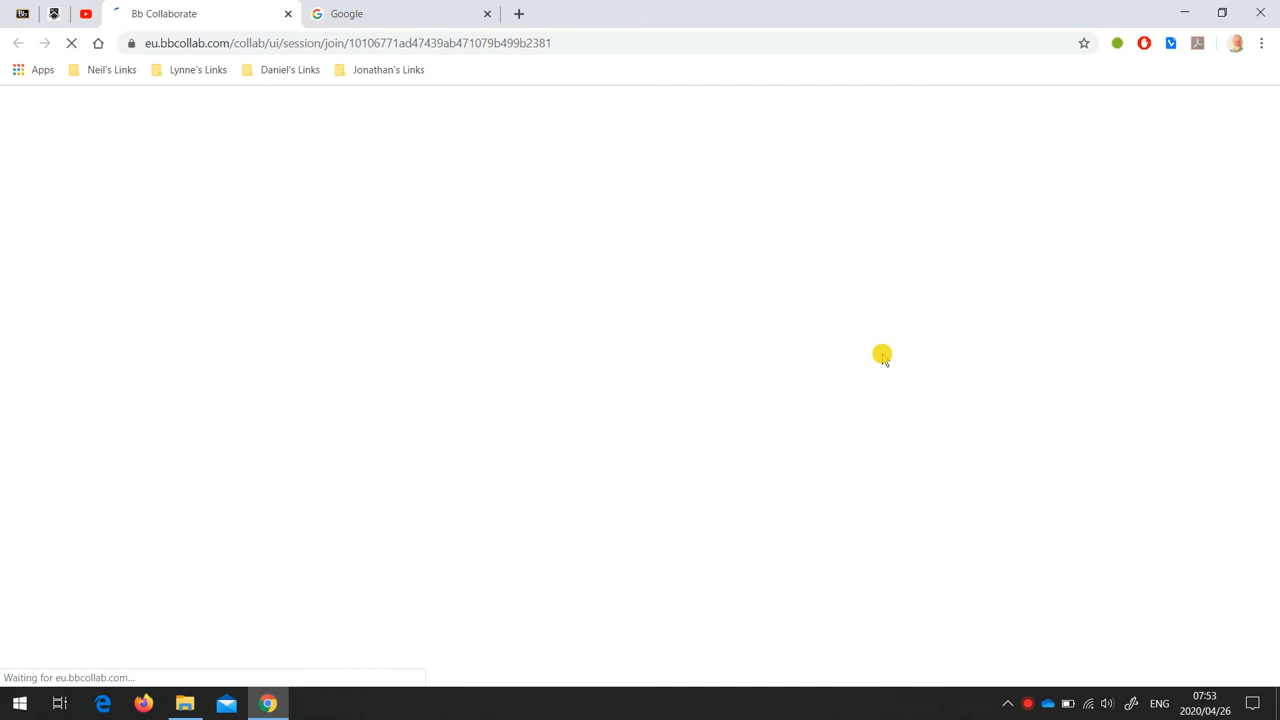 Bb
Bb Collaborate
Google
eu.bbcollab.com/collab/ui/session/join/10106771ad47439ab471079b499b2381
Apps
Neil's Links
Lynne's Links
Daniel's Links
Jonathan's Links
Waiting for eu.bbcollab.com...
ENG
07:53
2020/04/26